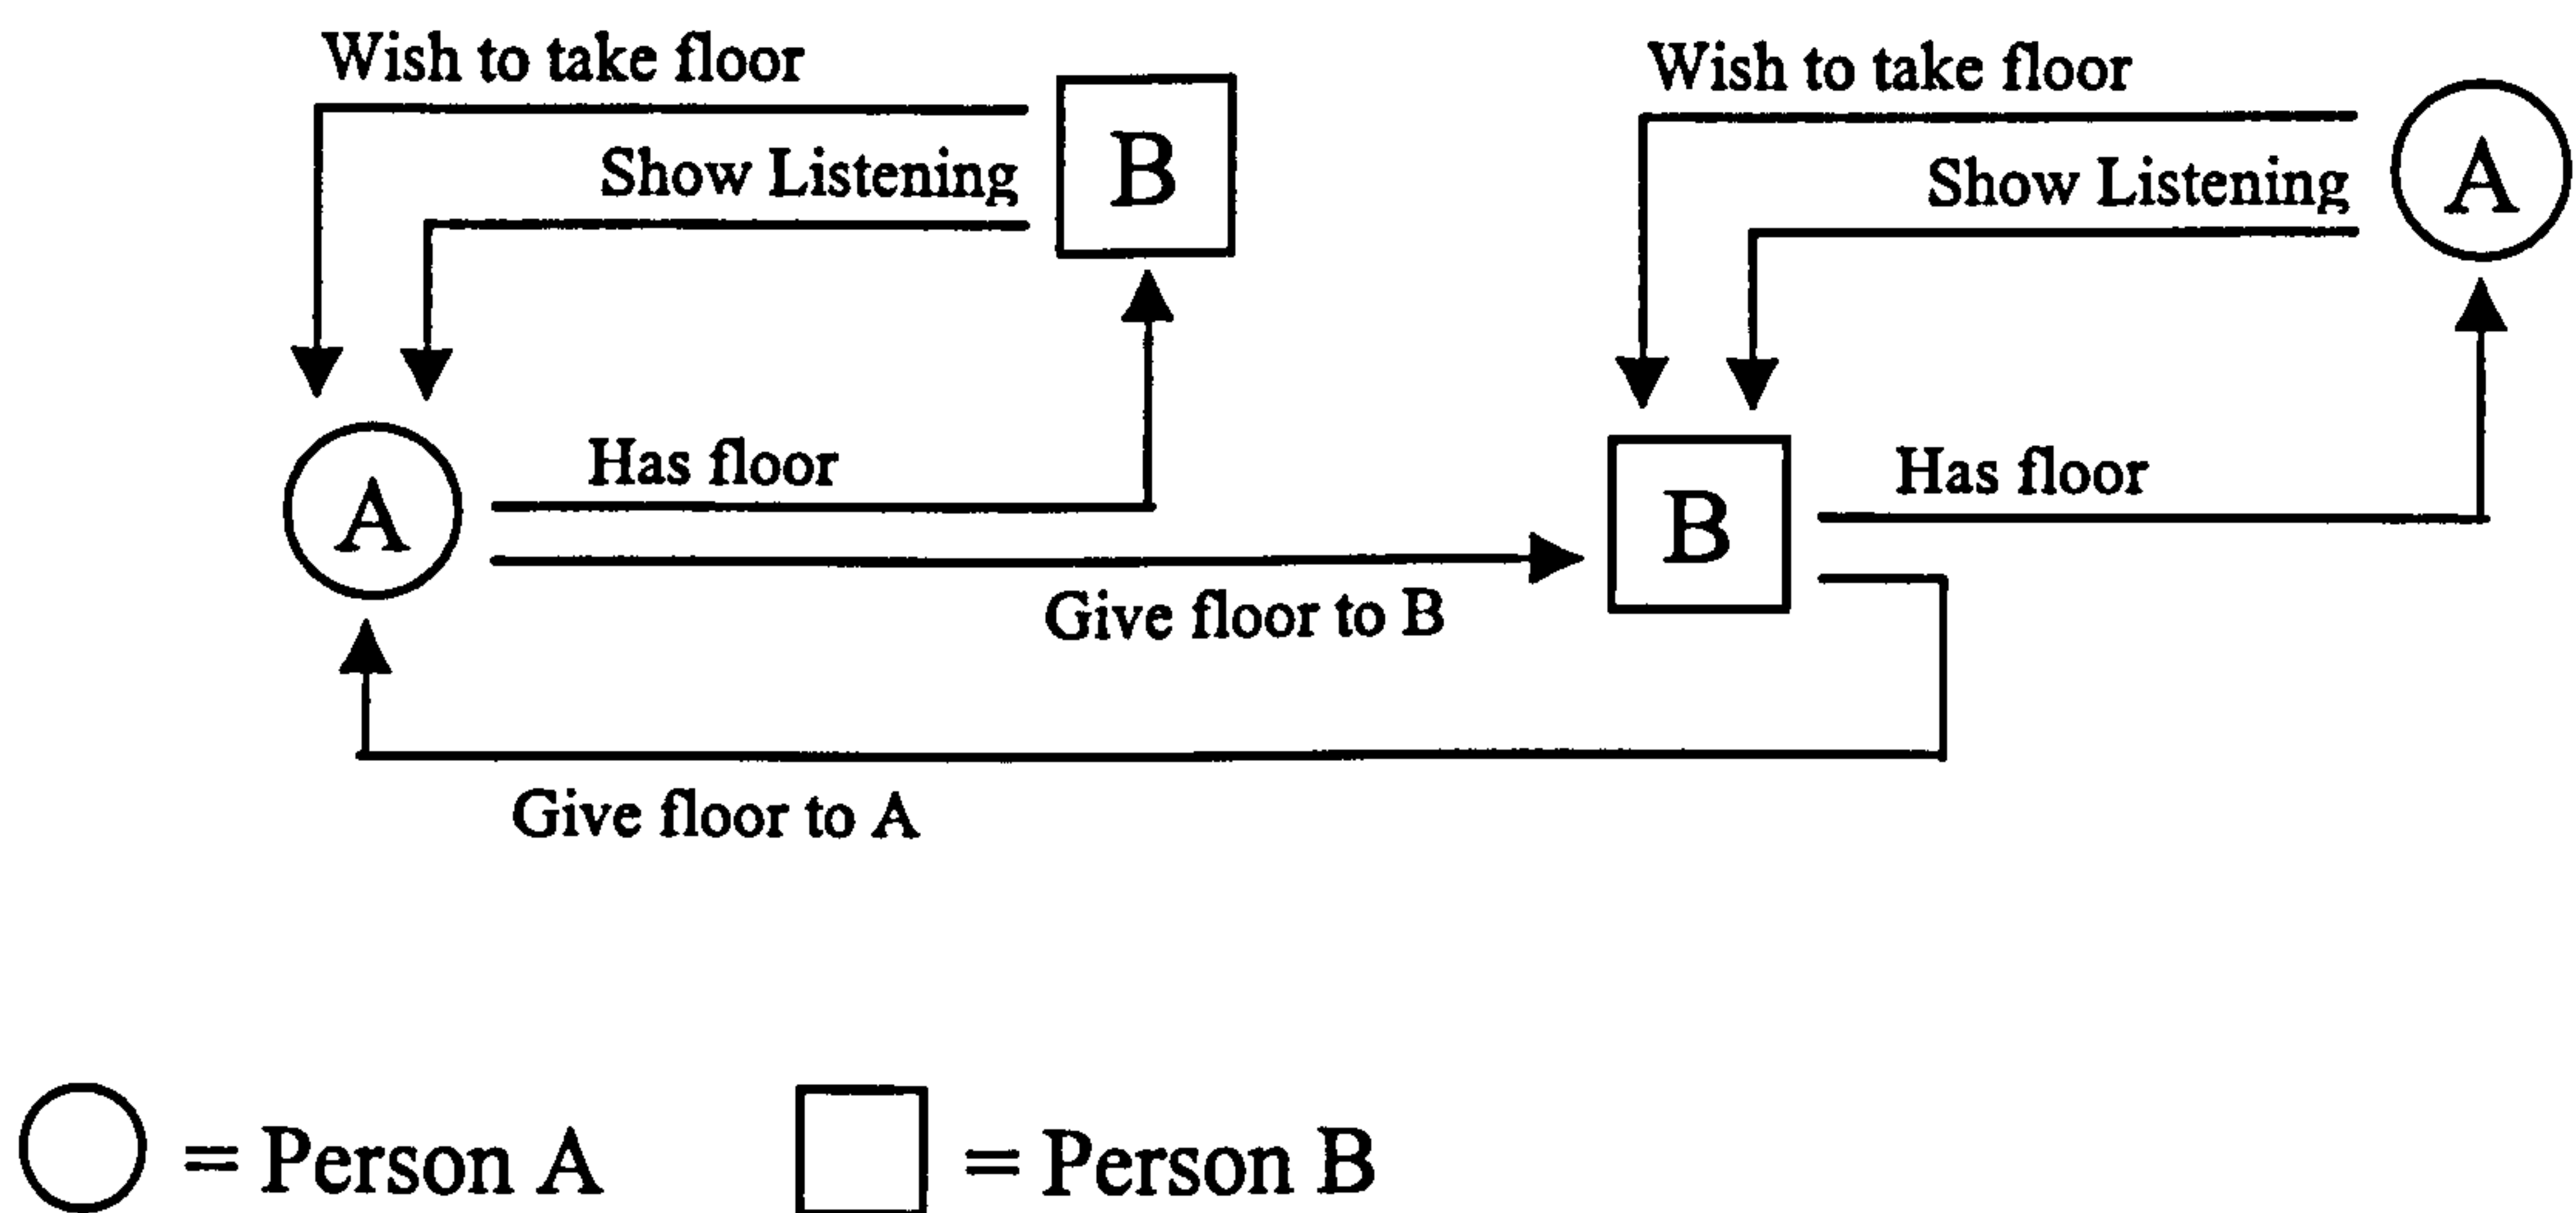 Wish to take floor
Wish to take floor
B
A
Show Listening
Show Listening
Has floor
Has floor
A
B
Give floor to B
Give floor to A
= Person A
= Person B